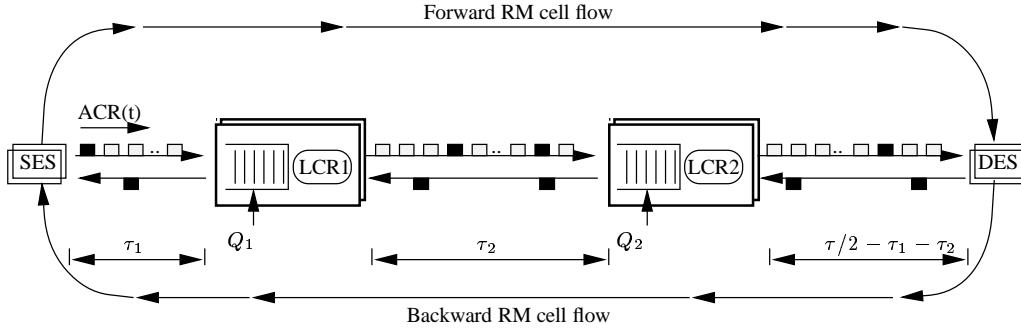 Forward RM cell flow
ACR(t)
SES
LCR1
LCR2
DES
Q₁
Q₂
τ₁
τ₂
τ/2 − τ₁ − τ₂
Backward RM cell flow